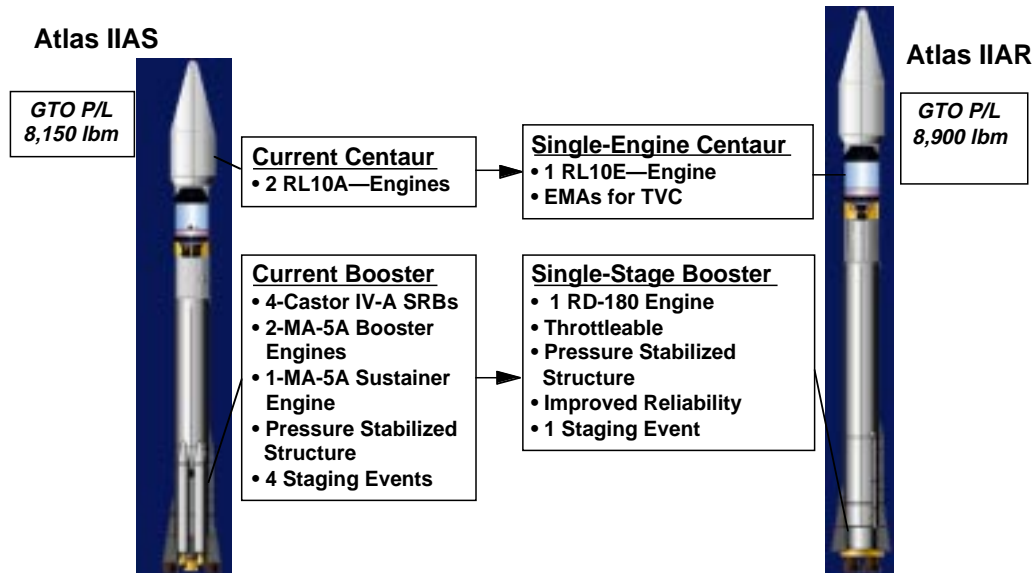 Atlas IIAS
GTO P/L
8,150 lbm
Current Centaur
• 2 RL10A—Engines
Current Booster
• 4-Castor IV-A SRBs
• 2-MA-5A Booster
Engines
• 1-MA-5A Sustainer
Engine
• Pressure Stabilized
Structure
• 4 Staging Events
Single-Engine Centaur
• 1 RL10E—Engine
• EMAs for TVC
Single-Stage Booster
• 1 RD-180 Engine
• Throttleable
• Pressure Stabilized
Structure
• Improved Reliability
• 1 Staging Event
Atlas IIAR
GTO P/L
8,900 lbm